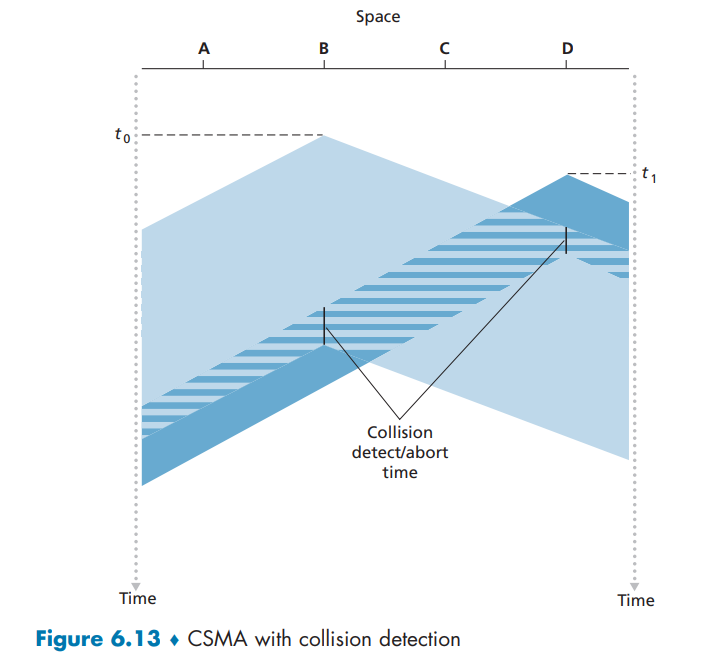 Space
A B C D
t0
t1
Collision
detect/abort
time
Time
Time
Figure 6.13 ♦ CSMA with collision detection